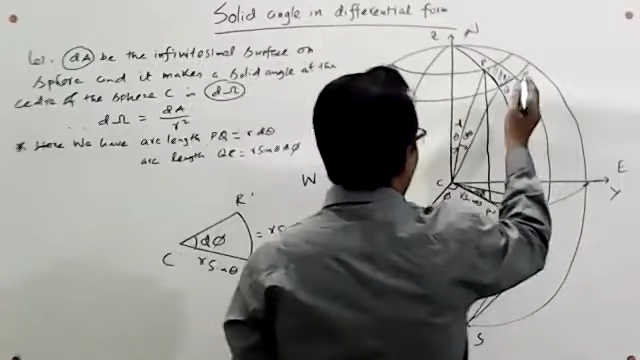 Solid angle in differential form
Let. dA be the infinitesimal surface on
sphere and it makes a solid angle at the
centre of the sphere C is dΩ
∴ dΩ = dA / r²
* Here We have arc length PQ = r dθ
arc length QR = r sinθ dϕ
R'
C dϕ
r sinθ
= r S
W
Z N
P
θ
C
ϕ r sinθ
E
Y
S